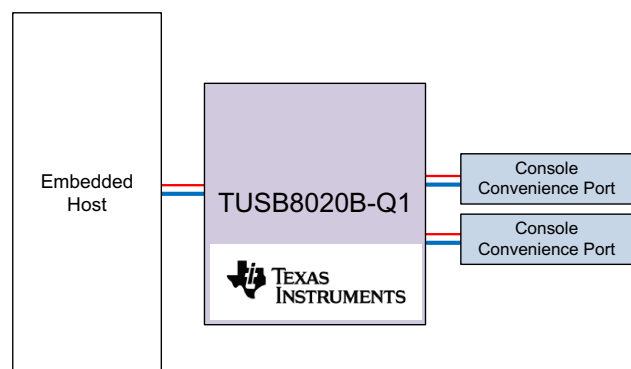 Embedded
Host
TUSB8020B-Q1
TEXAS
INSTRUMENTS
Console
Convenience Port
Console
Convenience Port